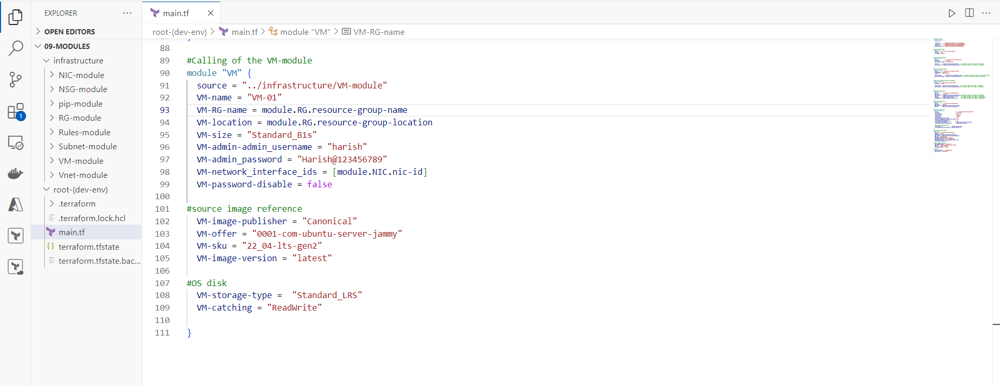 EXPLORER
OPEN EDITORS
09-MODULES
infrastructure
NIC-module
NSG-module
pip-module
RG-module
Rules-module
Subnet-module
VM-module
Vnet-module
root-(dev-env)
.terraform
.terraform.lock.hcl
main.tf
terraform.tfstate
terraform.tfstate.bac...
1
main.tf
root-(dev-env) > main.tf > module "VM" > VM-RG-name
88
89 #Calling of the VM-module
90 module "VM" {
91 source = "../infrastructure/VM-module"
92 VM-name = "VM-01"
93 VM-RG-name = module.RG.resource-group-name
94 VM-location = module.RG.resource-group-location
95 VM-size = "Standard_B1s"
96 VM-admin-admin_username = "harish"
97 VM-admin_password = "Harish@123456789"
98 VM-network_interface_ids = [module.NIC.nic-id]
99 VM-password-disable = false
100
101 #source image reference
102 VM-image-publisher = "Canonical"
103 VM-offer = "0001-com-ubuntu-server-jammy"
104 VM-sku = "22_04-lts-gen2"
105 VM-image-version = "latest"
106
107 #OS disk
108 VM-storage-type =  "Standard_LRS"
109 VM-catching = "ReadWrite"
110
111 }